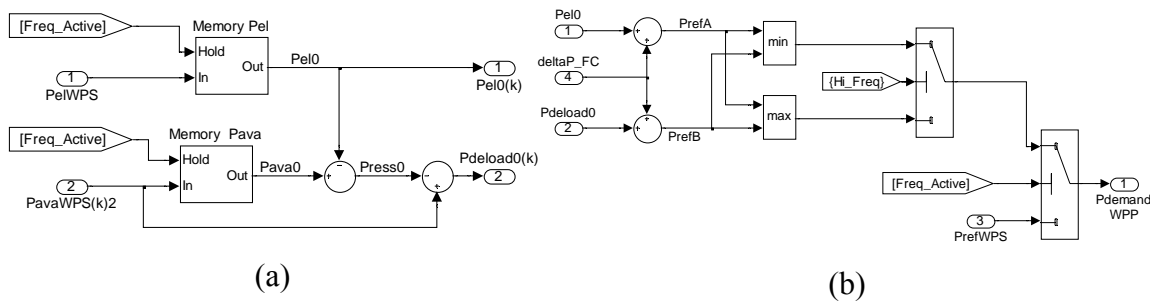 [Freq_Active]
Memory Pel
Hold
In
Out
Pel0
1
PelWPS
1
Pel0(k)
[Freq_Active]
Memory Pava
Hold
In
Out
Pava0
Press0
2
PavaWPS(k)2
Pdeload0(k)
2
(a)
Pel0
1
PrefA
min
deltaP_FC
4
{Hi_Freq}
Pdeload0
2
PrefB
max
[Freq_Active]
1
Pdemand
WPP
3
PrefWPS
(b)